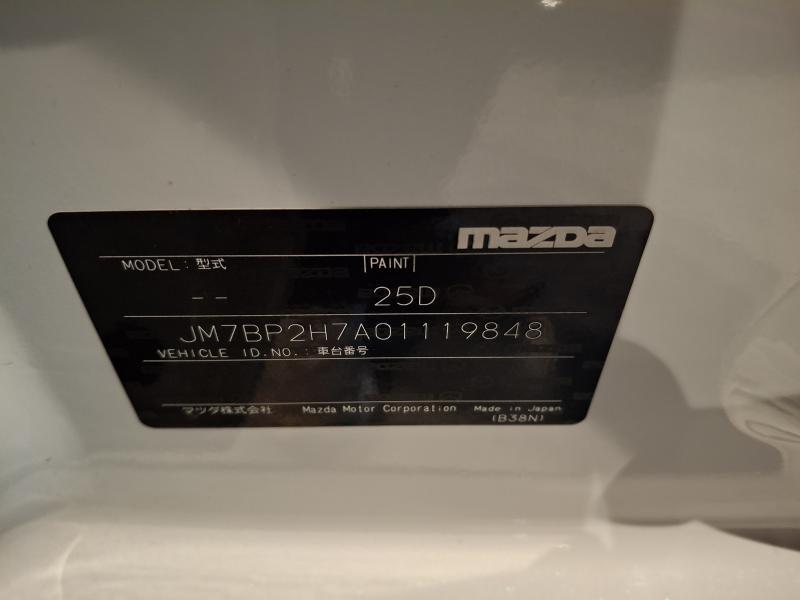 mazda
MODEL : 型式 PAINT
-- 25D
JM7BP2H7A01119848
VEHICLE ID.NO. : 車台番号
マツダ株式会社 Mazda Motor Corporation Made in Japan
(B38N)